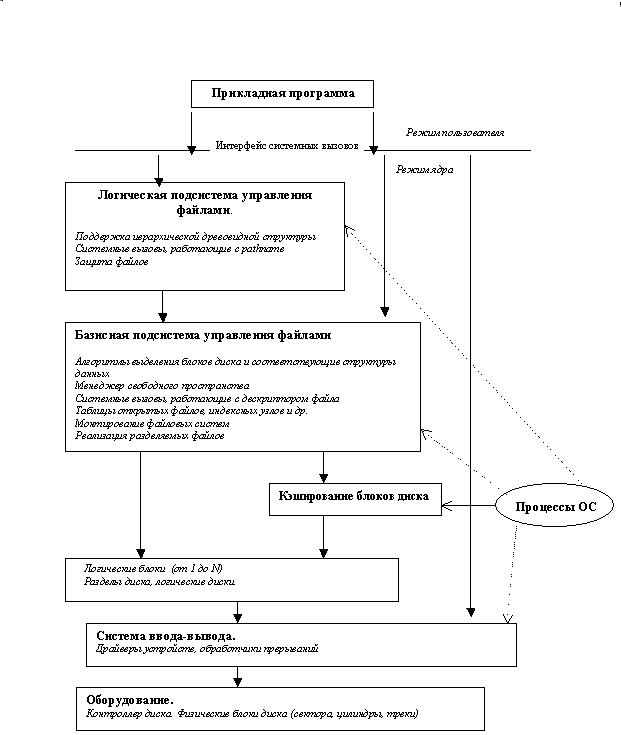 Прикладная программа
Режим пользователя
Интерфейс системных вызовов
Режим ядра
Логическая подсистема управления
файлами.
Поддержка иерархической древовидной структуры
Системные вызовы, работающие с pathname
Защита файлов
Базисная подсистема управления файлами
Алгоритмы выделения блоков диска и соответствующие структуры
данных
Менеджер свободного пространства
Системные вызовы, работающие с дескриптором файла
Таблицы открытых файлов, индексных узлов и др.
Монтирование файловых систем
Реализация разделяемых файлов
Кэширование блоков диска
Процессы ОС
Логические блоки (от 1 до N)
Разделы диска, логические диски.
Система ввода-вывода.
Драйверы устройств, обработчики прерываний
Оборудование.
Контроллер диска. Физические блоки диска (сектора, цилиндры, треки)